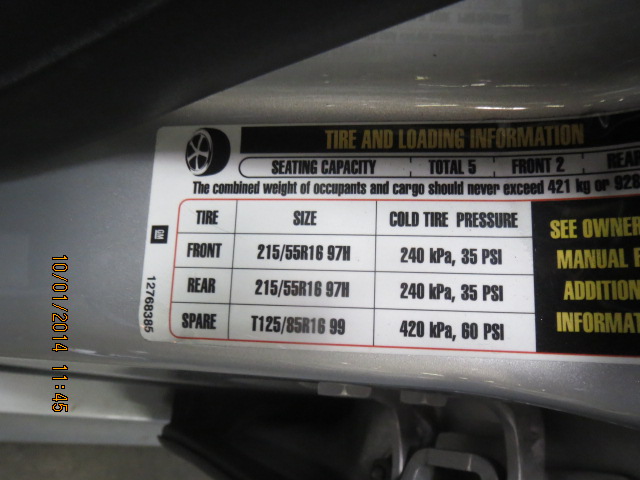 TIRE AND LOADING INFORMATION
SEATING CAPACITY TOTAL 5 FRONT 2 REAR
The combined weight of occupants and cargo should never exceed 421 kg or 928
TIRE SIZE COLD TIRE PRESSURE
FRONT 215/55R16 97H 240 kPa, 35 PSI
REAR 215/55R16 97H 240 kPa, 35 PSI
SPARE T125/85R16 99 420 kPa, 60 PSI
SEE OWNER
MANUAL F
ADDITION
INFORMAT
GM
12768385
10/01/2014 11:45